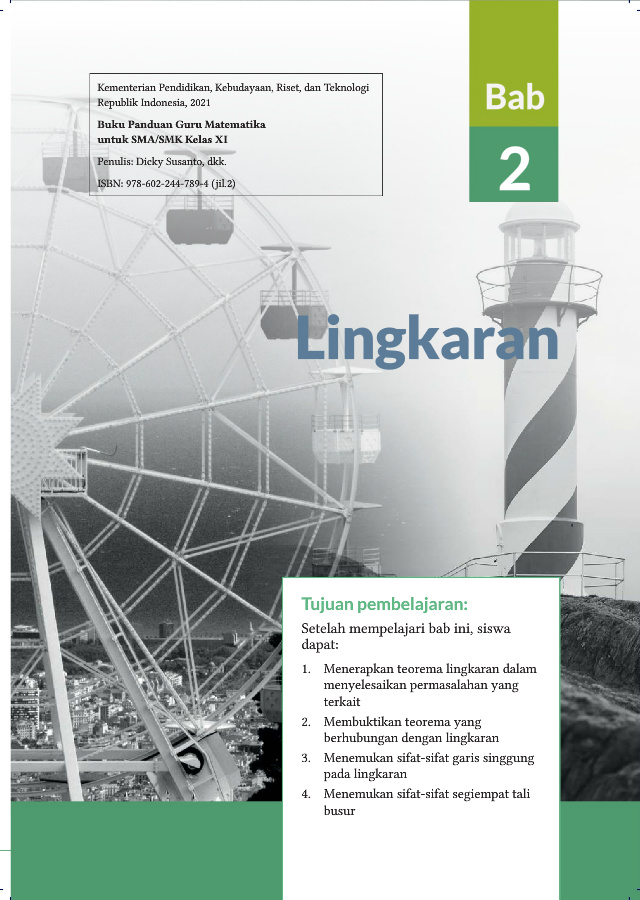 Kementerian Pendidikan, Kebudayaan, Riset, dan Teknologi
Republik Indonesia, 2021
Buku Panduan Guru Matematika
untuk SMA/SMK Kelas XI
Penulis: Dicky Susanto, dkk.
ISBN: 978-602-244-789-4 (jil.2)
Bab
2
Lingkaran
Tujuan pembelajaran:
Setelah mempelajari bab ini, siswa
dapat:
1. Menerapkan teorema lingkaran dalam
menyelesaikan permasalahan yang
terkait
2. Membuktikan teorema yang
berhubungan dengan lingkaran
3. Menemukan sifat-sifat garis singgung
pada lingkaran
4. Menemukan sifat-sifat segiempat tali
busur